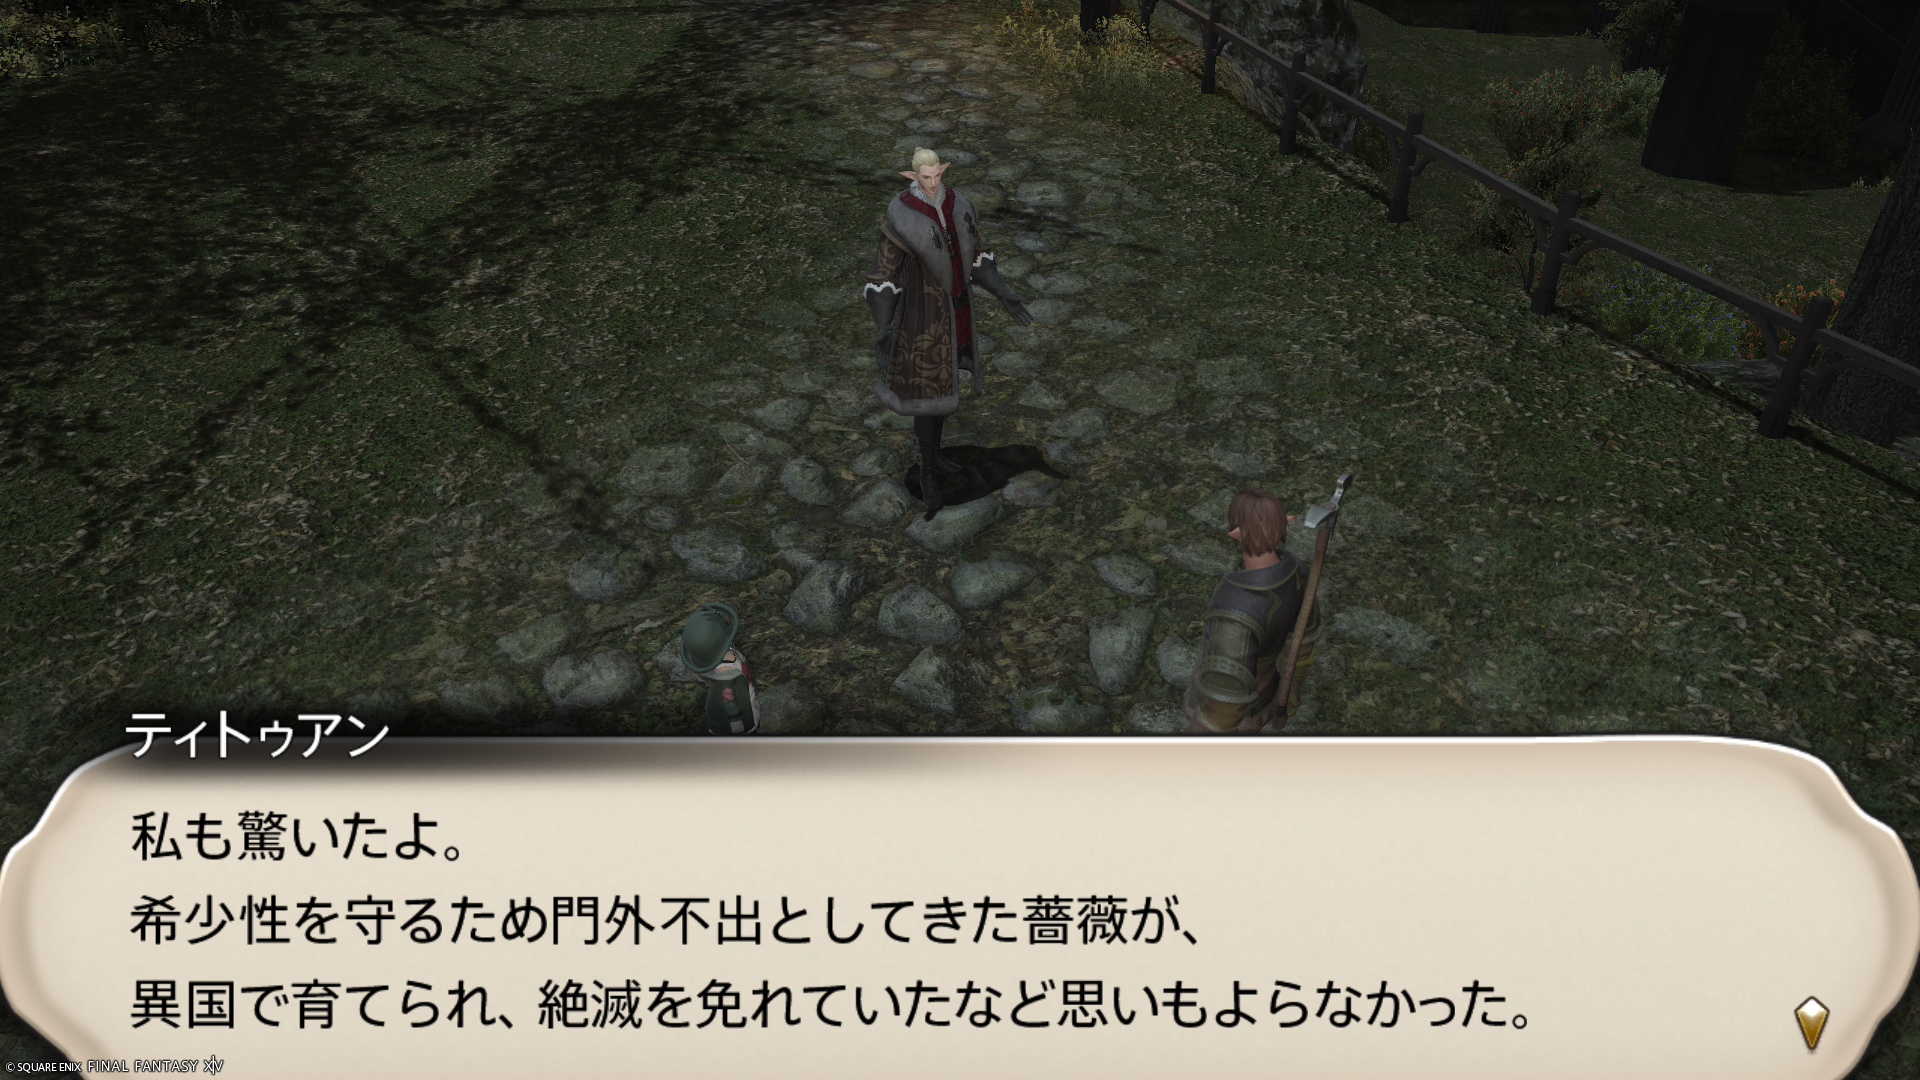 ティトゥアン
私も驚いたよ。
希少性を守るため門外不出としてきた薔薇が、
異国で育てられ、絶滅を免れていたなど思いもよらなかった。
© SQUARE ENIX FINAL FANTASY XIV